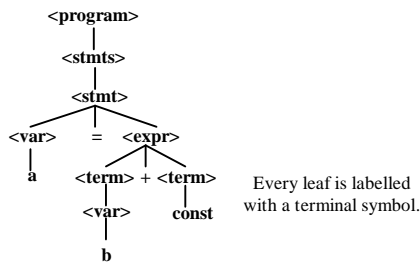 <program>
<stmts>
<stmt>
<var> = <expr>
a <term> + <term>
<var> const
b
Every leaf is labelled
with a terminal symbol.